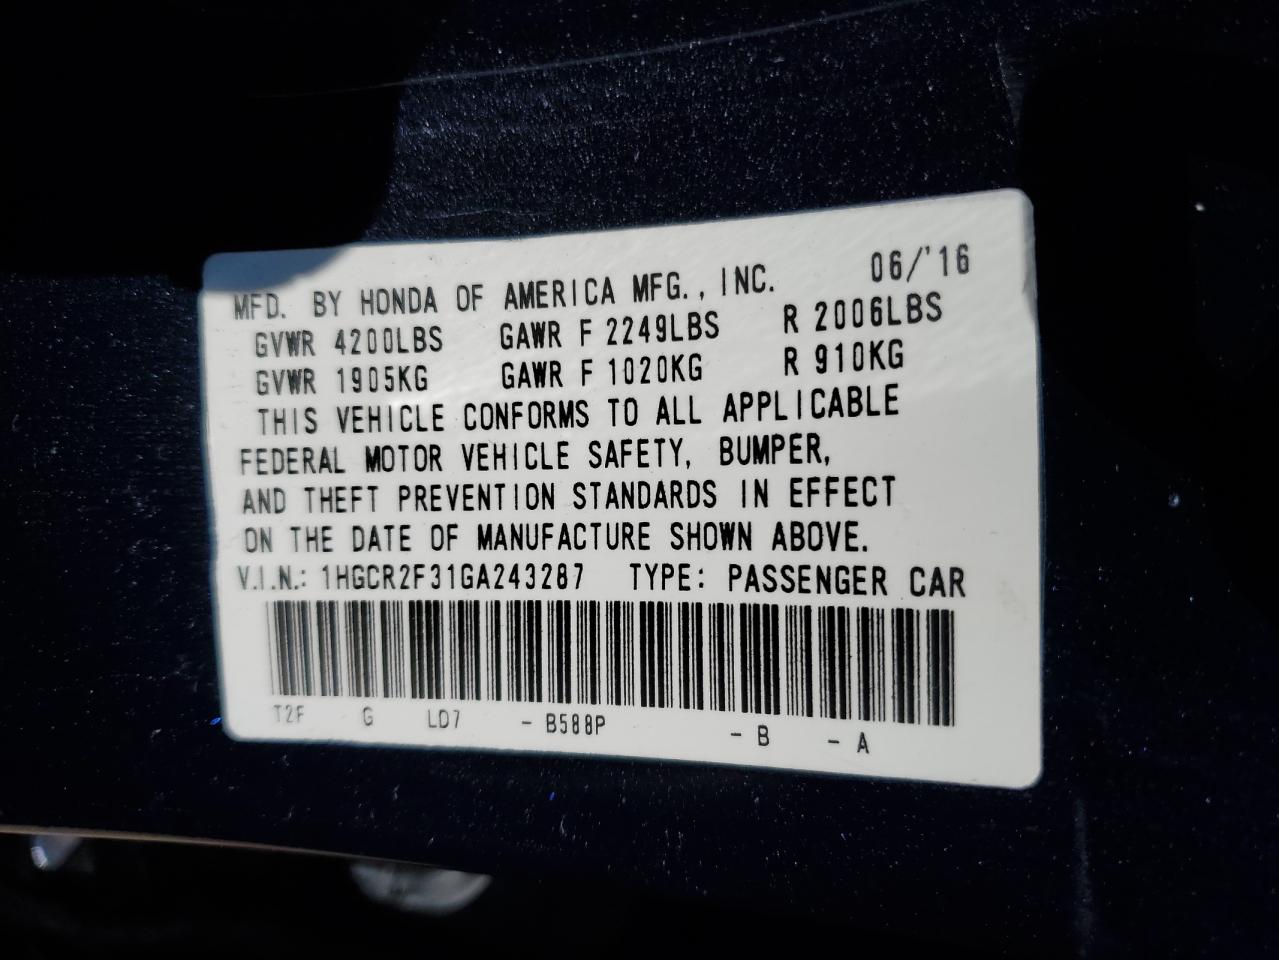 MFD. BY HONDA OF AMERICA MFG., INC. 06/'16
GVWR 4200LBS GAWR F 2249LBS R 2006LBS
GVWR 1905KG GAWR F 1020KG R 910KG
THIS VEHICLE CONFORMS TO ALL APPLICABLE
FEDERAL MOTOR VEHICLE SAFETY, BUMPER,
AND THEFT PREVENTION STANDARDS IN EFFECT
ON THE DATE OF MANUFACTURE SHOWN ABOVE.
V.I.N.: 1HGCR2F31GA243287 TYPE: PASSENGER CAR
T2F G LD7 - B588P - B - A